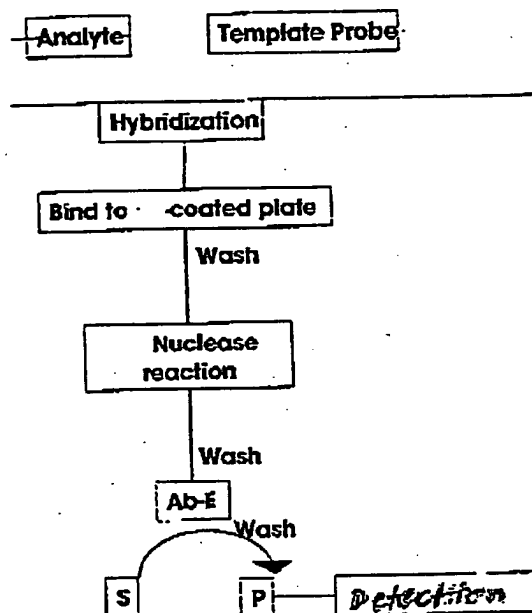 Analyte
Template Probe
Hybridization
Bind to -coated plate
Wash
Nuclease
reaction
Wash
Ab-E
Wash
S
P
Detection